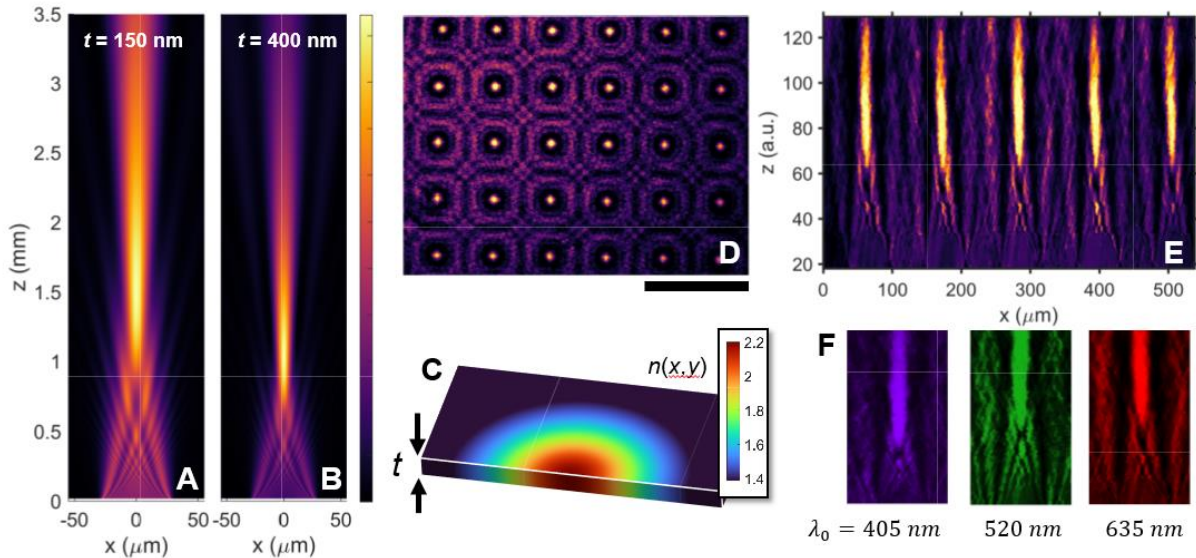 t = 150 nm
t = 400 nm
3.5
3
2.5
2
1.5
1
0.5
0
z (mm)
-50 0 50
x (μm)
A
-50 0 50
x (μm)
B
D
120
100
80
60
40
20
z (a.u.)
0 100 200 300 400 500
x (μm)
E
C
n(x,y)
2.2
2
1.8
1.6
1.4
t
F
λ₀ = 405 nm
520 nm
635 nm